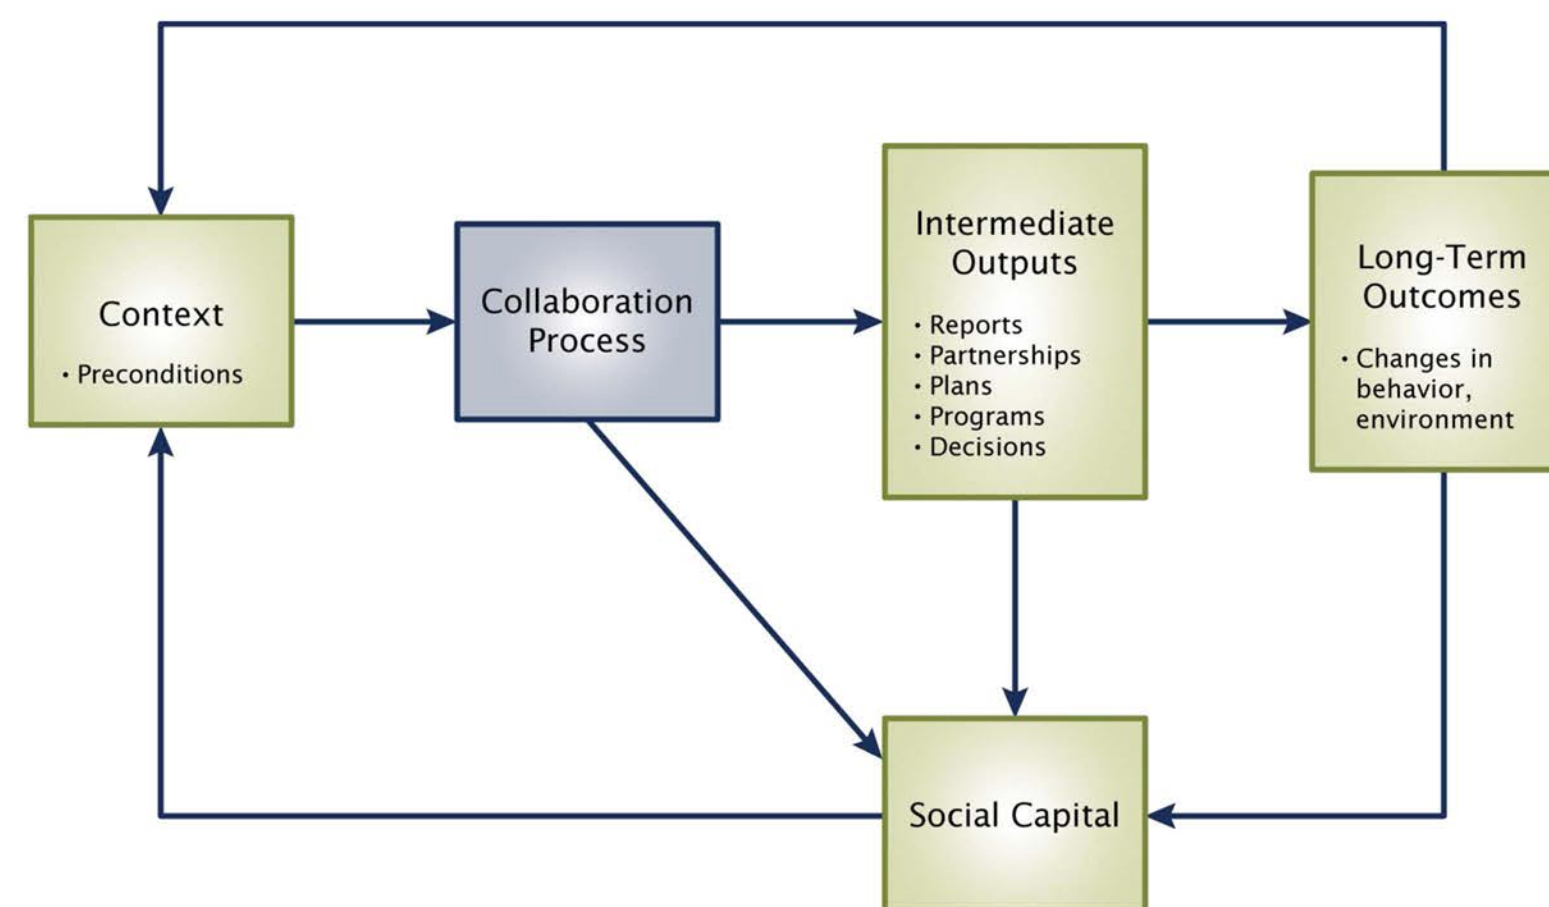 Context
• Preconditions
Collaboration
Process
Intermediate
Outputs
• Reports
• Partnerships
• Plans
• Programs
• Decisions
Long-Term
Outcomes
• Changes in
behavior,
environment
Social Capital